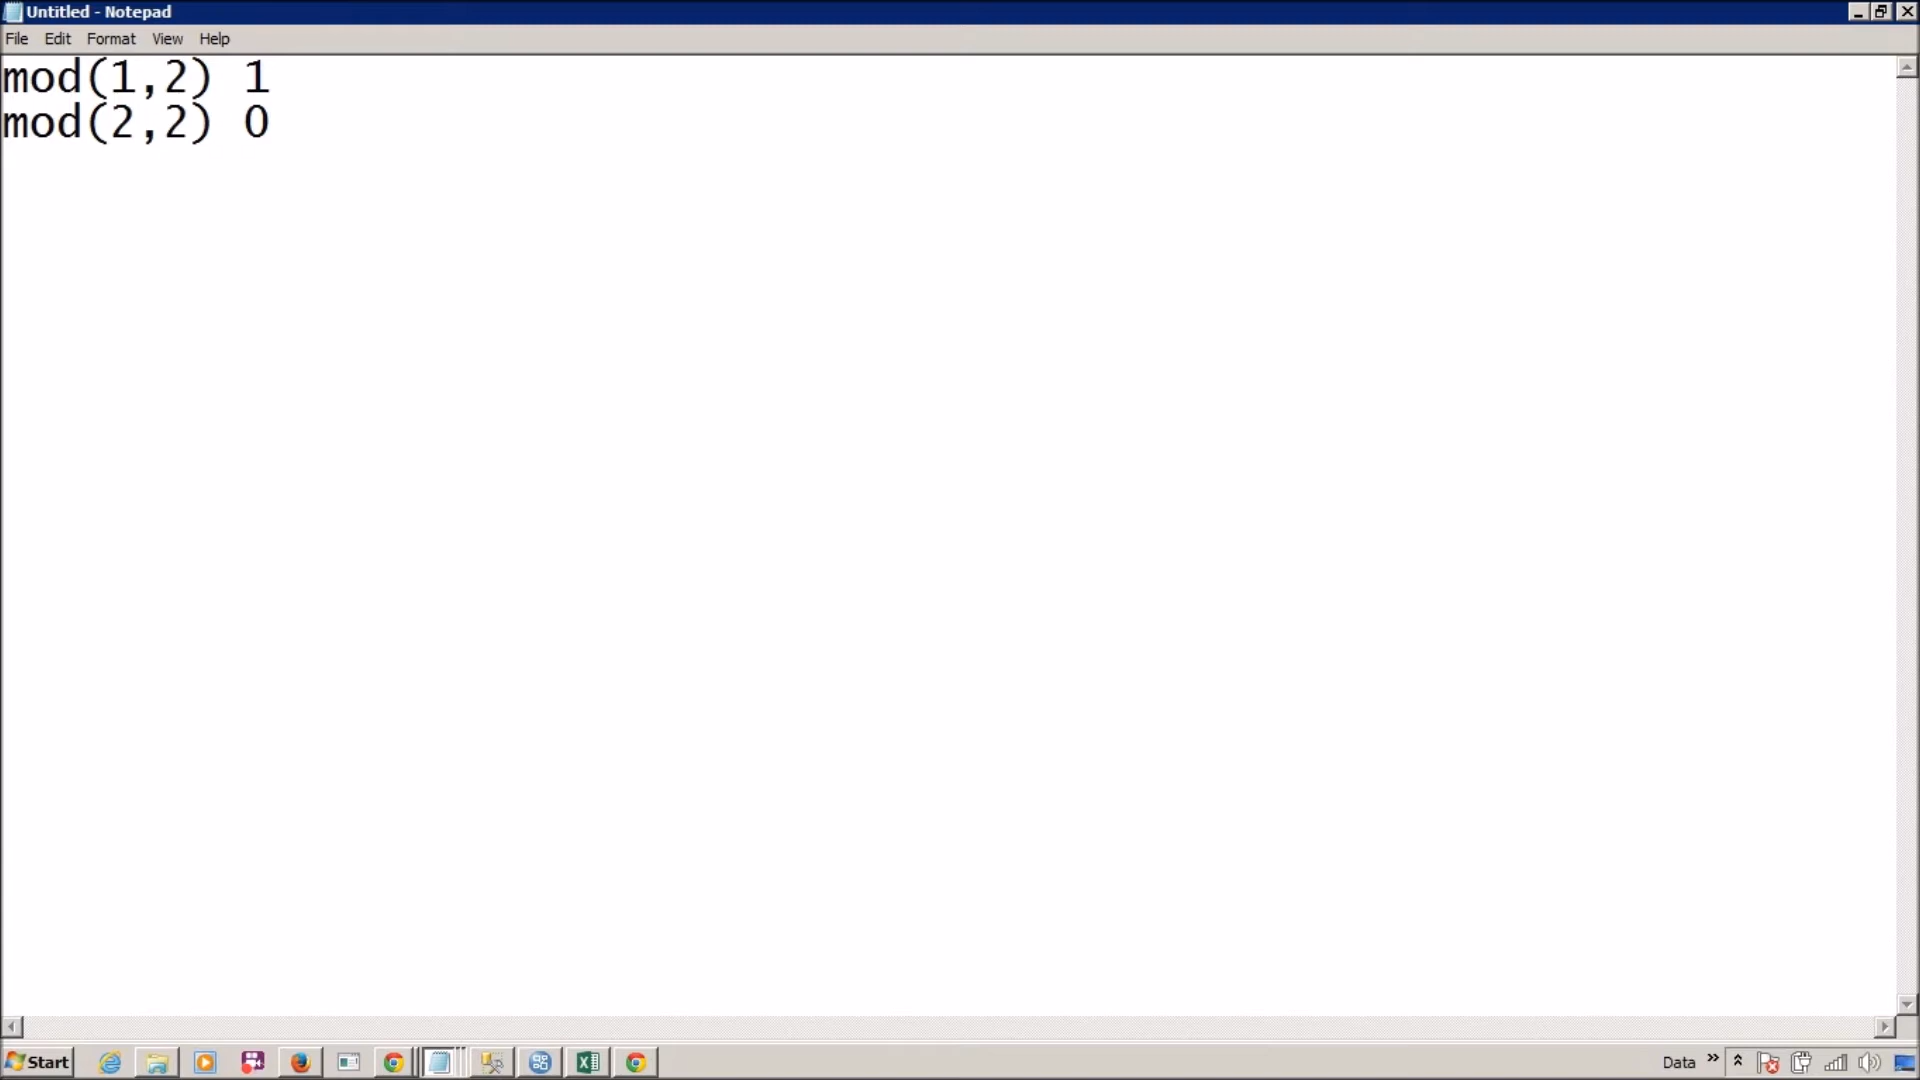 Untitled - Notepad
File Edit Format View Help
mod(1,2) 1
mod(2,2) 0
Start
Data